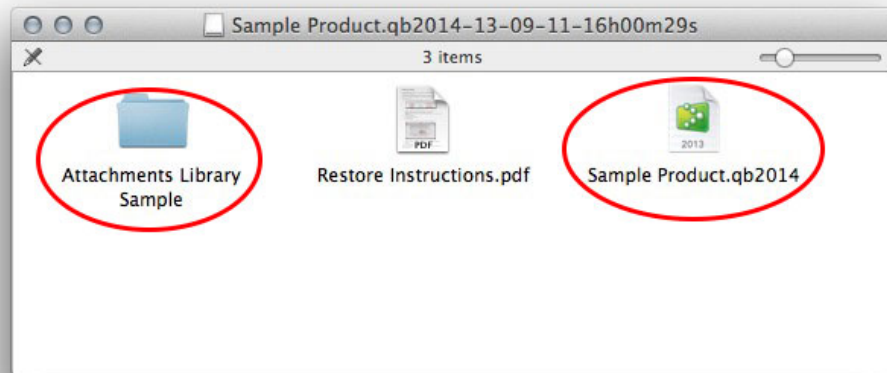 Sample Product.qb2014-13-09-11-16h00m29s
3 items
PDF
2013
Attachments Library
Sample
Restore Instructions.pdf
Sample Product.qb2014